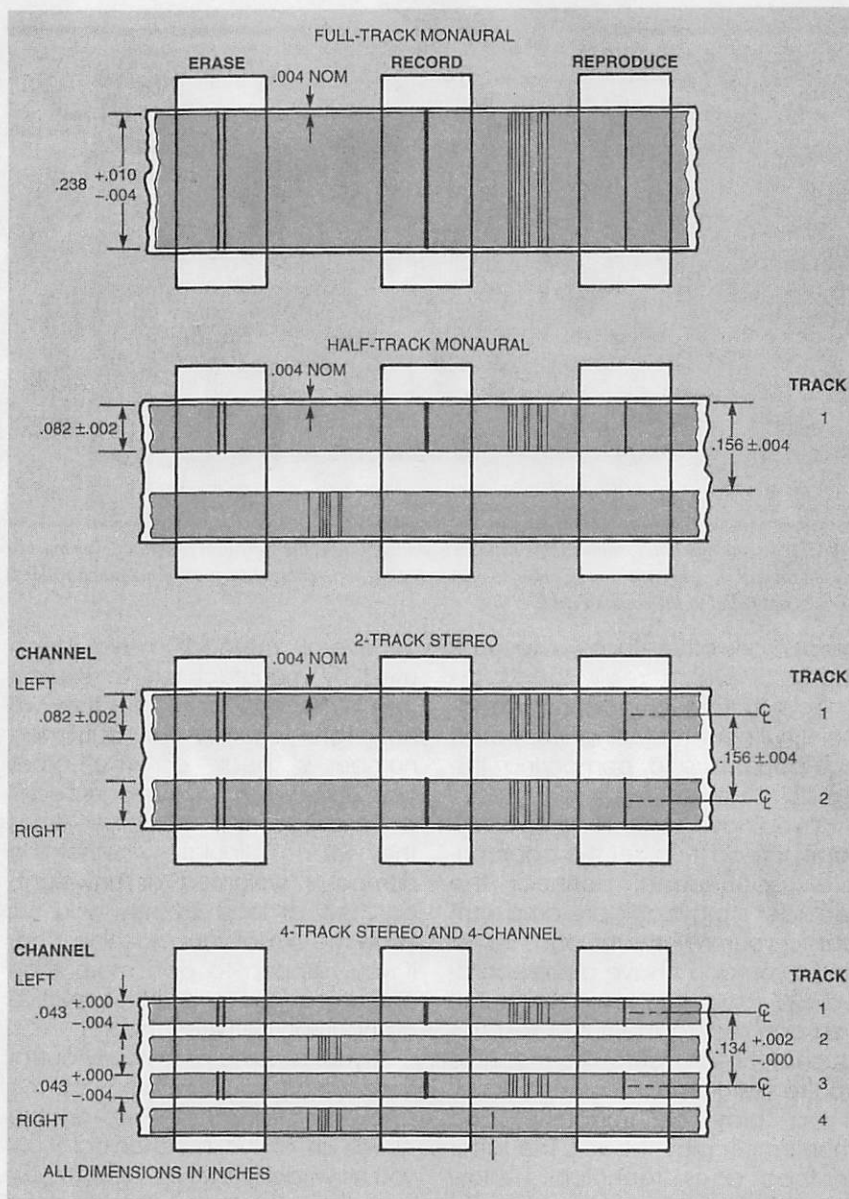 FULL-TRACK MONAURAL
ERASE RECORD REPRODUCE
.004 NOM
.238 +.010 -.004
HALF-TRACK MONAURAL
.004 NOM
TRACK
1
.082 ±.002
.156 ±.004
2-TRACK STEREO
CHANNEL
.004 NOM
TRACK
LEFT
℄ 1
.082 ±.002
.156 ±.004
℄ 2
RIGHT
4-TRACK STEREO AND 4-CHANNEL
CHANNEL
TRACK
LEFT
.043 +.000 -.004
℄ 1
2
.134 +.002 -.000
.043 +.000 -.004
℄ 3
RIGHT
4
ALL DIMENSIONS IN INCHES